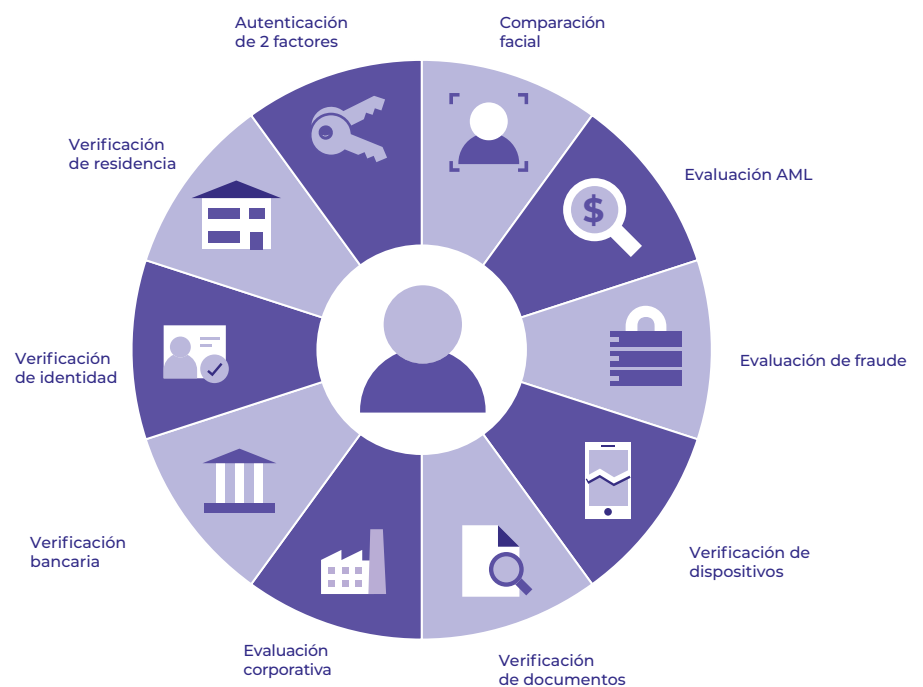 Autenticación
de 2 factores
Comparación
facial
Verificación
de residencia
Evaluación AML
$
Verificación
de identidad
Evaluación de fraude
Verificación
bancaria
Verificación de
dispositivos
Evaluación
corporativa
Verificación
de documentos